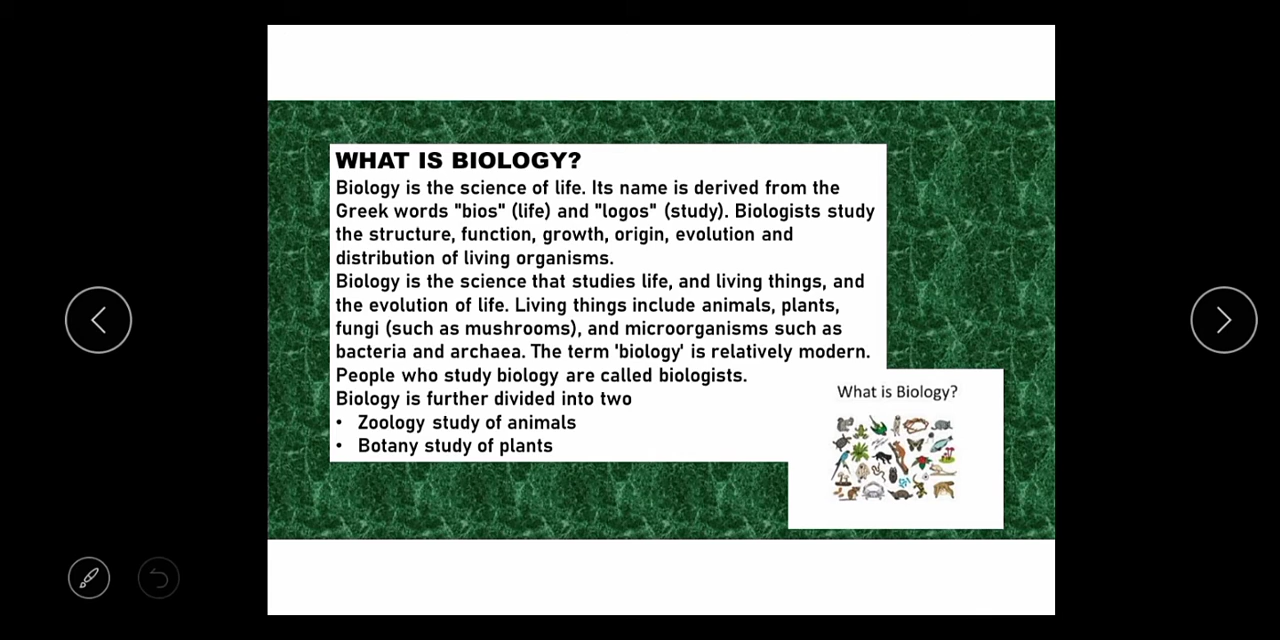 WHAT IS BIOLOGY?
Biology is the science of life. Its name is derived from the
Greek words "bios" (life) and "logos" (study). Biologists study
the structure, function, growth, origin, evolution and
distribution of living organisms.
Biology is the science that studies life, and living things, and
the evolution of life. Living things include animals, plants,
fungi (such as mushrooms), and microorganisms such as
bacteria and archaea. The term 'biology' is relatively modern.
People who study biology are called biologists.
Biology is further divided into two
• Zoology study of animals
• Botany study of plants
What is Biology?